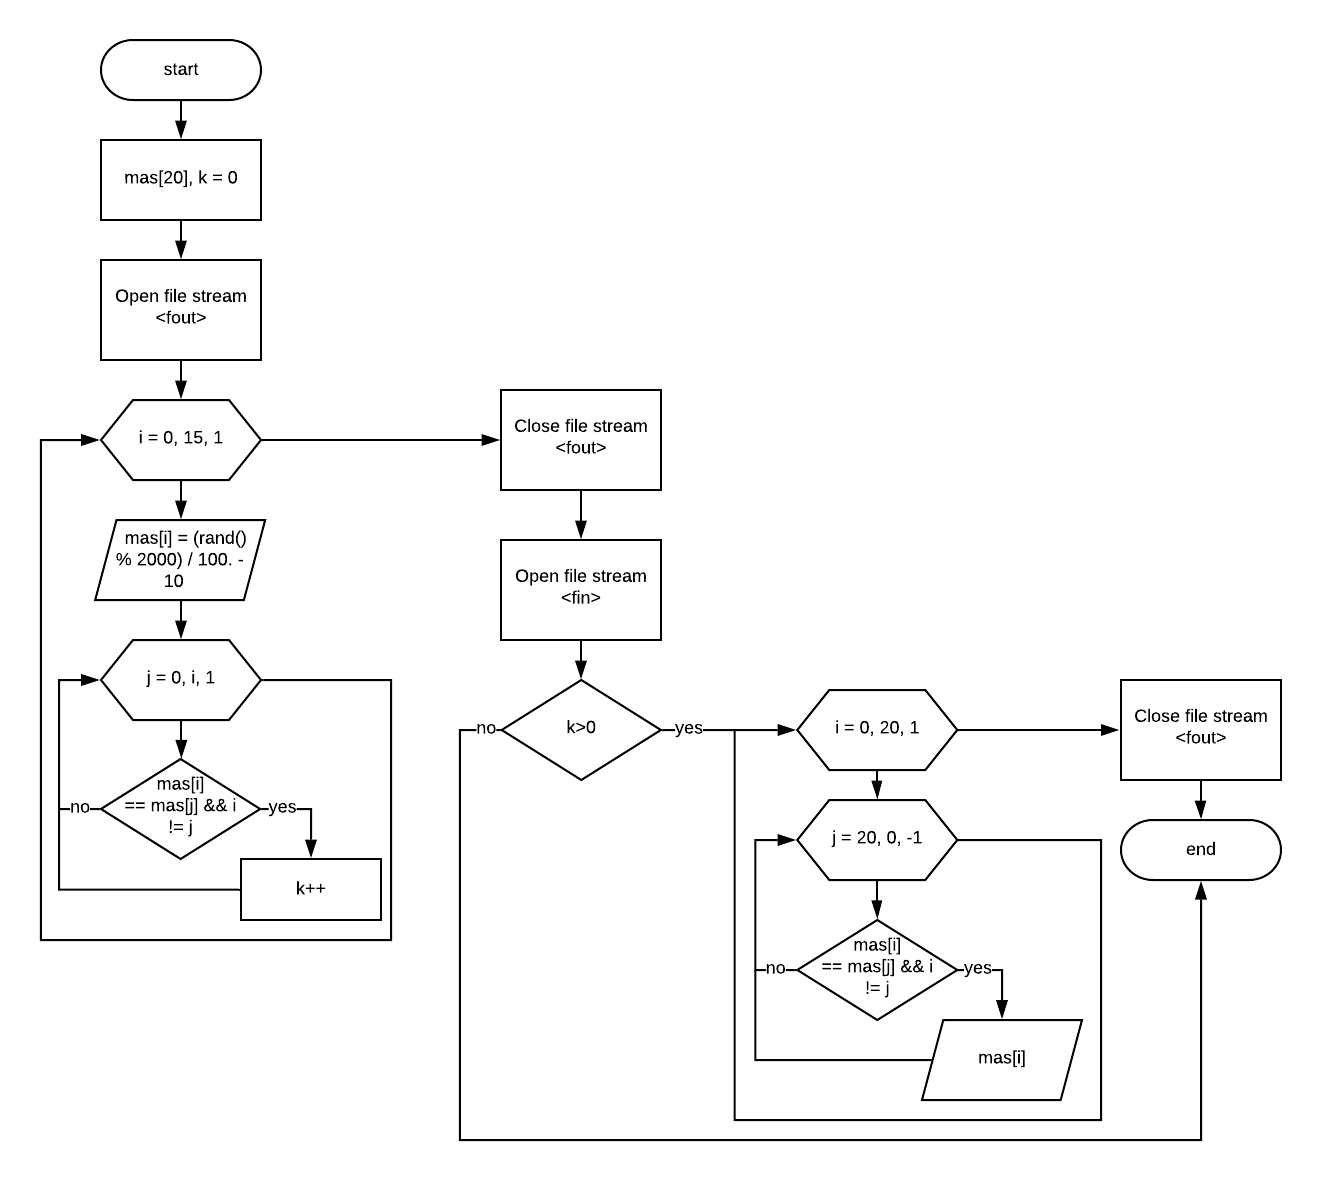 start
mas[20], k = 0
Open file stream
<fout>
i = 0, 15, 1
mas[i] = (rand()
% 2000) / 100. -
10
j = 0, i, 1
mas[i]
== mas[j] && i
!= j
no
yes
k++
Close file stream
<fout>
Open file stream
<fin>
k>0
no
yes
i = 0, 20, 1
j = 20, 0, -1
mas[i]
== mas[j] && i
!= j
no
yes
mas[i]
Close file stream
<fout>
end